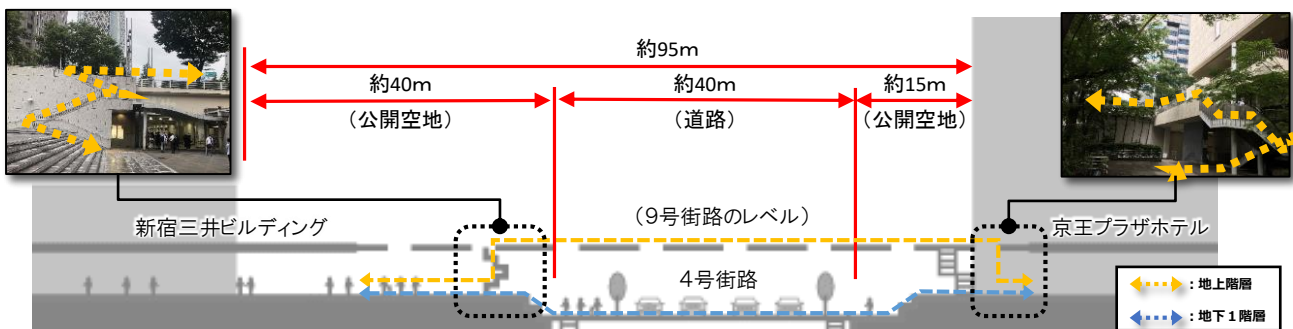 約95m
約40m
約40m
約15m
（公開空地）
（道路）
（公開空地）
新宿三井ビルディング
（9号街路のレベル）
京王プラザホテル
4号街路
：地上階層
：地下１階層